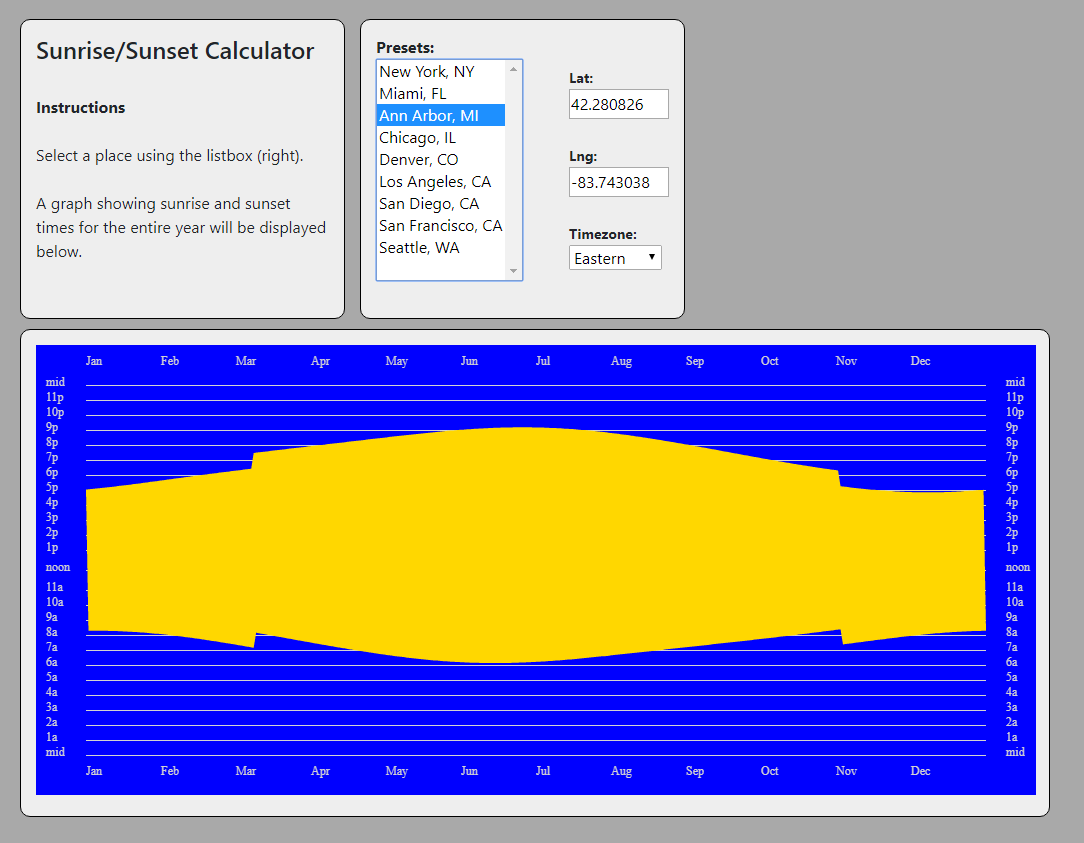 Sunrise/Sunset Calculator
Instructions
Select a place using the listbox (right).
A graph showing sunrise and sunset
times for the entire year will be displayed
below.
Presets:
New York, NY
Miami, FL
Ann Arbor, MI
Chicago, IL
Denver, CO
Los Angeles, CA
San Diego, CA
San Francisco, CA
Seattle, WA
Lat:
42.280826
Lng:
-83.743038
Timezone:
Eastern
Jan Feb Mar Apr May Jun Jul Aug Sep Oct Nov Dec
mid mid
11p 11p
10p 10p
9p 9p
8p 8p
7p 7p
6p 6p
5p 5p
4p 4p
3p 3p
2p 2p
1p 1p
noon noon
11a 11a
10a 10a
9a 9a
8a 8a
7a 7a
6a 6a
5a 5a
4a 4a
3a 3a
2a 2a
1a 1a
mid mid
Jan Feb Mar Apr May Jun Jul Aug Sep Oct Nov Dec